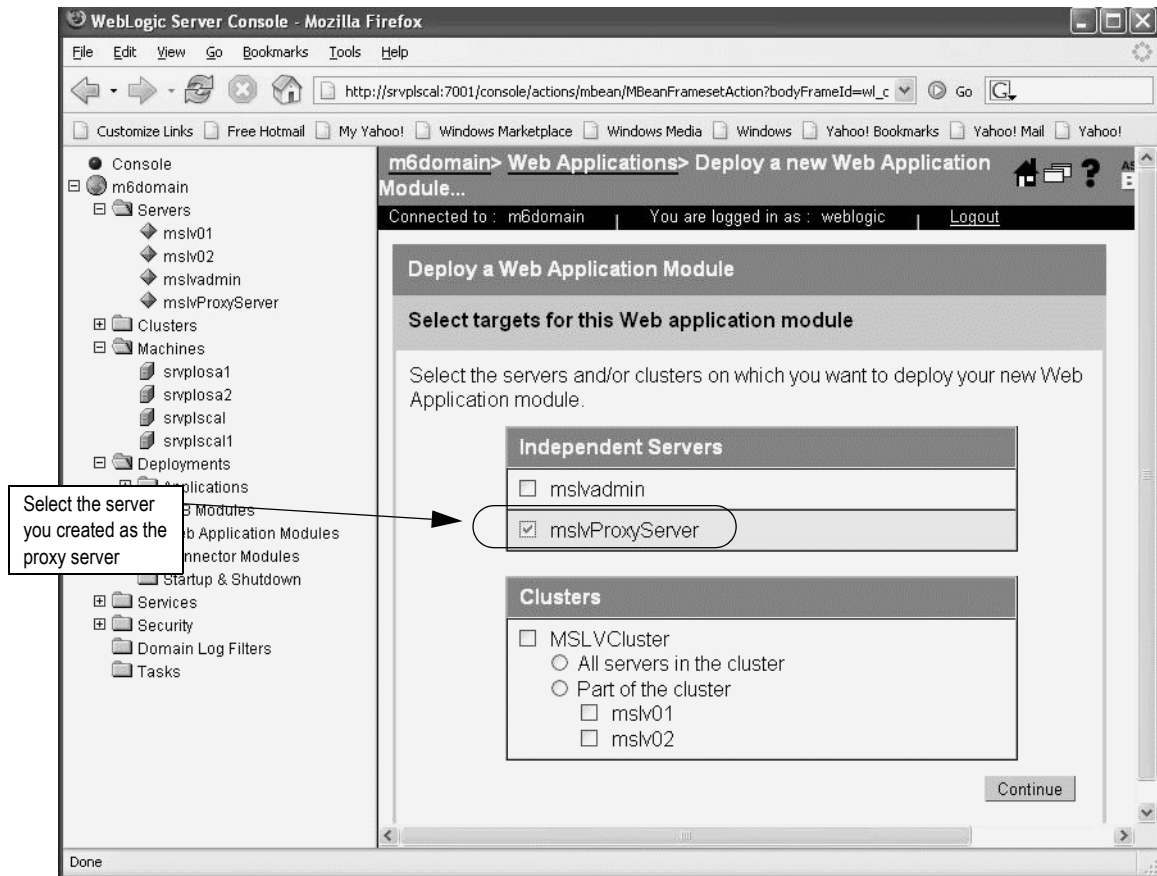 WebLogic Server Console - Mozilla Firefox
File Edit View Go Bookmarks Tools Help
http://srvplscal:7001/console/actions/mbean/MBeanFramesetAction?bodyFrameId=wl_c Go
Customize Links Free Hotmail My Yahoo! Windows Marketplace Windows Media Windows Yahoo! Bookmarks Yahoo! Mail Yahoo!
Console
m6domain
Servers
mslv01
mslv02
mslvadmin
mslvProxyServer
Clusters
Machines
srvplosa1
srvplosa2
srvplscal
srvplscal1
Deployments
Modules
Application Modules
Modules
Startup & Shutdown
Services
Security
Domain Log Filters
Tasks
Select the server
you created as the
proxy server
m6domain> Web Applications> Deploy a new Web Application
Module...
Connected to : m6domain You are logged in as : weblogic Logout
Deploy a Web Application Module
Select targets for this Web application module
Select the servers and/or clusters on which you want to deploy your new Web
Application module.
Independent Servers
mslvadmin
mslvProxyServer
Clusters
MSLVCluster
All servers in the cluster
Part of the cluster
mslv01
mslv02
Continue
Done